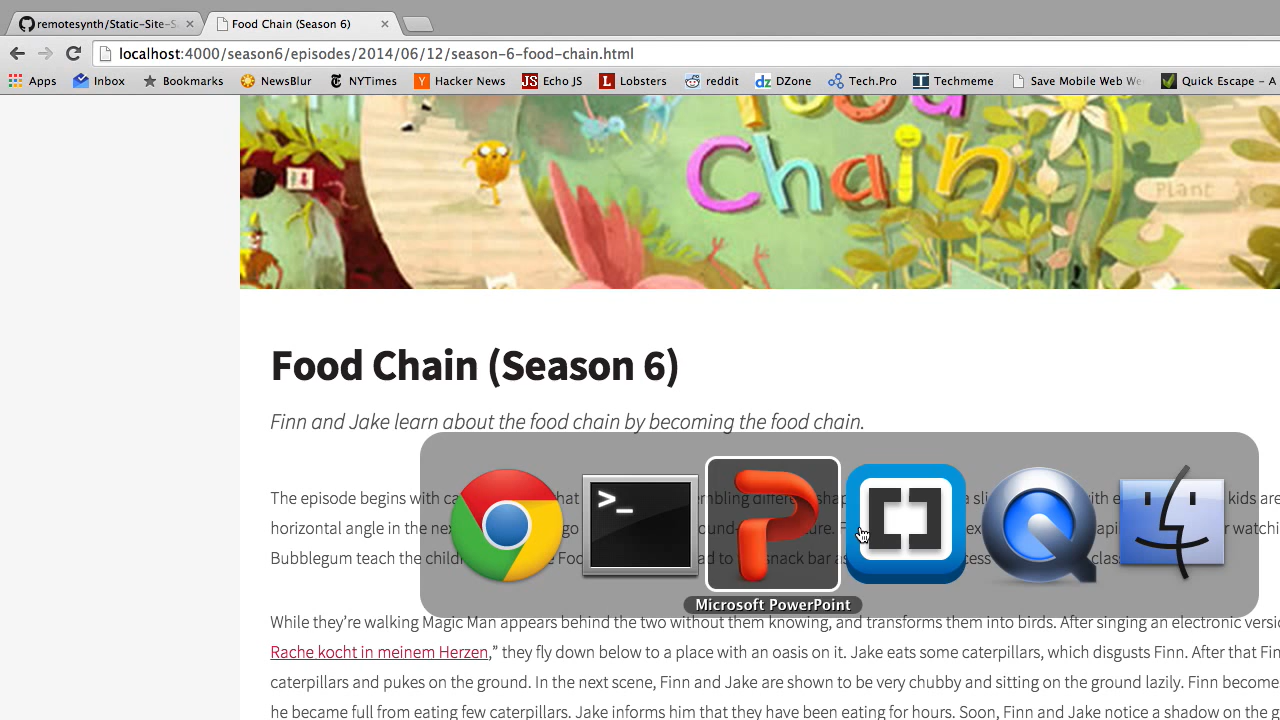 remotesynth/Static-Site-S
Food Chain (Season 6)
localhost:4000/season6/episodes/2014/06/12/season-6-food-chain.html
Apps Inbox Bookmarks NewsBlur NYTimes Hacker News Echo JS Lobsters reddit DZone Tech.Pro Techmeme Save Mobile Web We Quick Escape – A
Food
Chain
Plant
Food Chain (Season 6)
Finn and Jake learn about the food chain by becoming the food chain.
The episode begins with
kids are
horizontal angle in the
watching
Bubblegum teach the
snack bar
Microsoft PowerPoint
While they're walking Magic Man appears behind the two without them knowing, and transforms them into birds. After singing an electronic versi
Rache kocht in meinem Herzen," they fly down below to a place with an oasis on it. Jake eats some caterpillars, which disgusts Finn. After that Fin
caterpillars and pukes on the ground. In the next scene, Finn and Jake are shown to be very chubby and sitting on the ground lazily. Finn become
he became full from eating few caterpillars. Jake informs him that they have been eating for hours. Soon, Finn and Jake notice a shadow on the g